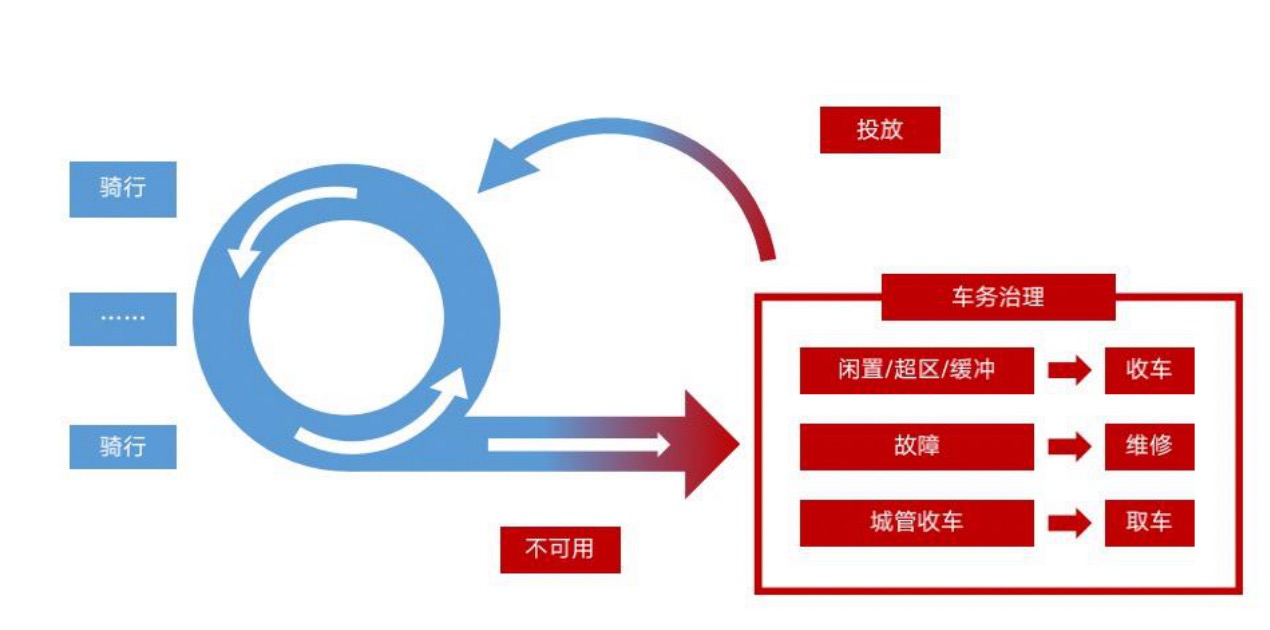 投放
骑行
……
骑行
不可用
车务治理
闲置/超区/缓冲
收车
故障
维修
城管收车
取车